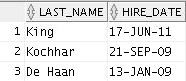 LAST_NAME HIRE_DATE
1 King 17-JUN-11
2 Kochhar 21-SEP-09
3 De Haan 13-JAN-09